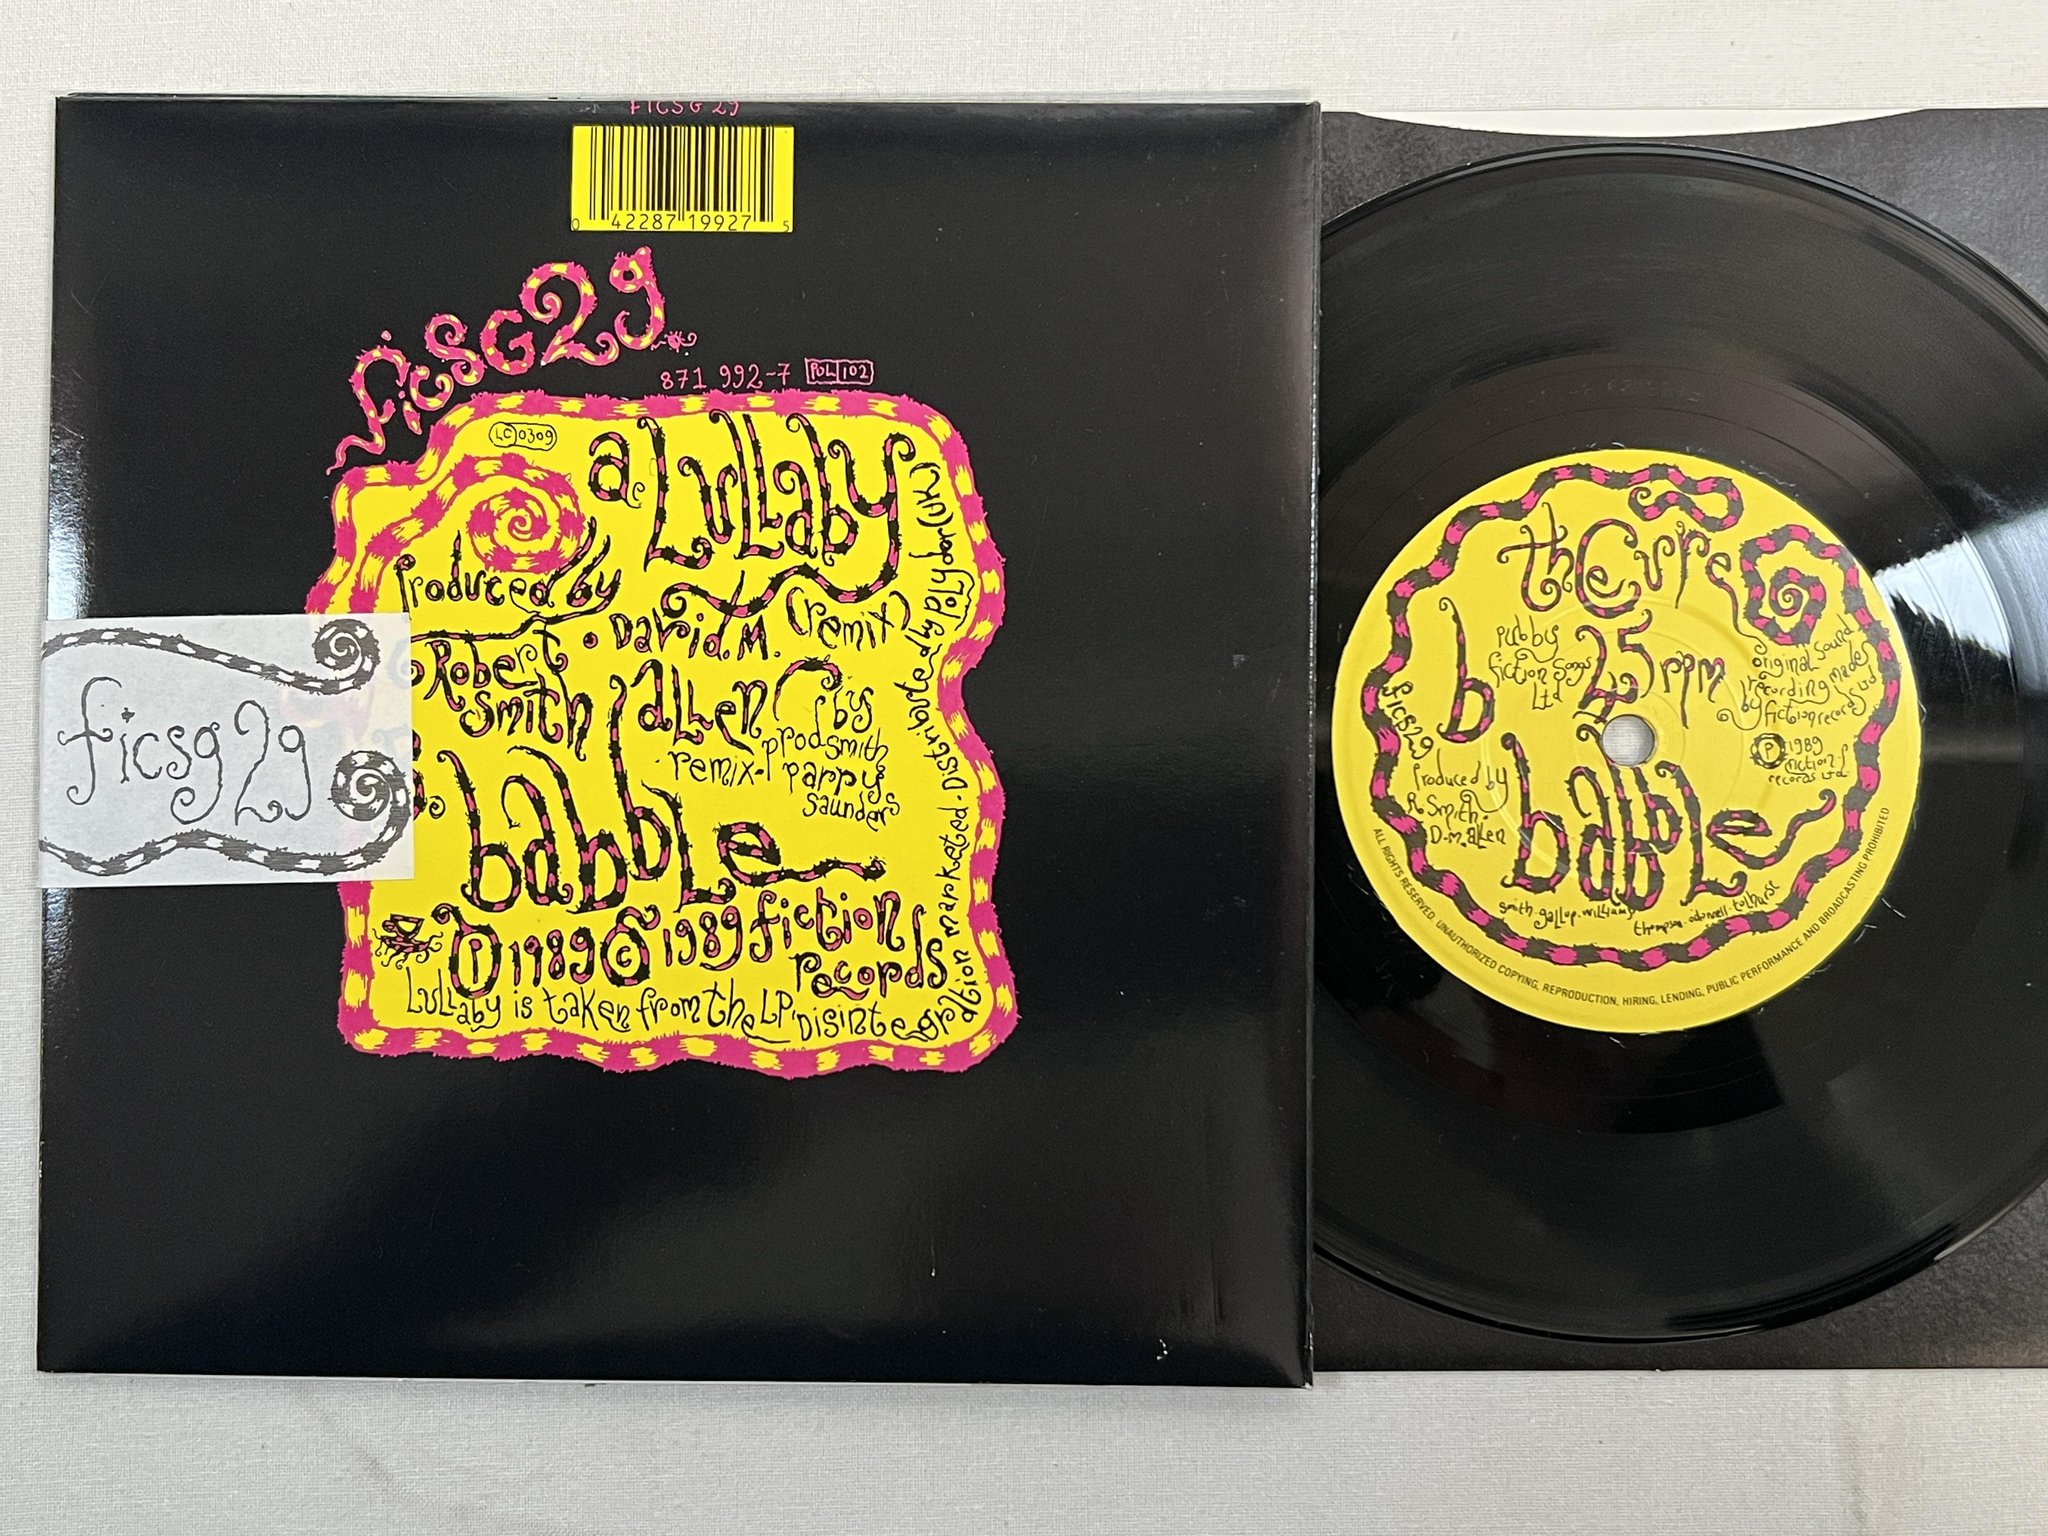 FICSG 29
0 42287 19927 5
ficsG29
871 992-7 POL 102
LC 0309
a Lullaby
(remix)
produced by
Robert Smith
David.M. Allen
remix.prod by
smith pappy & saunders
b. babble
P 1989 C 1989 fiction records
Lullaby is taken from the LP, Disintegration
marketed.Distributed by Polydor (UK)
ficsg29
the Cure
b
pub by
fiction songs
Ltd
25 rpm
original sound
recording made
by fiction records Ltd
P 1989
fiction
records Ltd.
ficsg29
produced by
R Smith.
D.M.allen
babble
smith.gallup.williams
thompson.odonnell.tolhurst
ALL RIGHTS RESERVED. UNAUTHORIZED COPYING, REPRODUCTION, HIRING, LENDING, PUBLIC PERFORMANCE AND BROADCASTING PROHIBITED